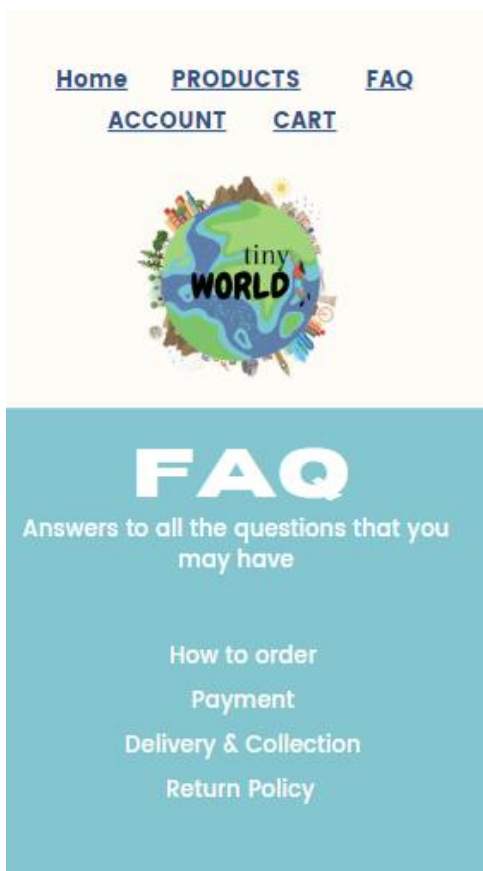 Home PRODUCTS FAQ
ACCOUNT CART
tiny
WORLD
FAQ
Answers to all the questions that you
may have
How to order
Payment
Delivery & Collection
Return Policy